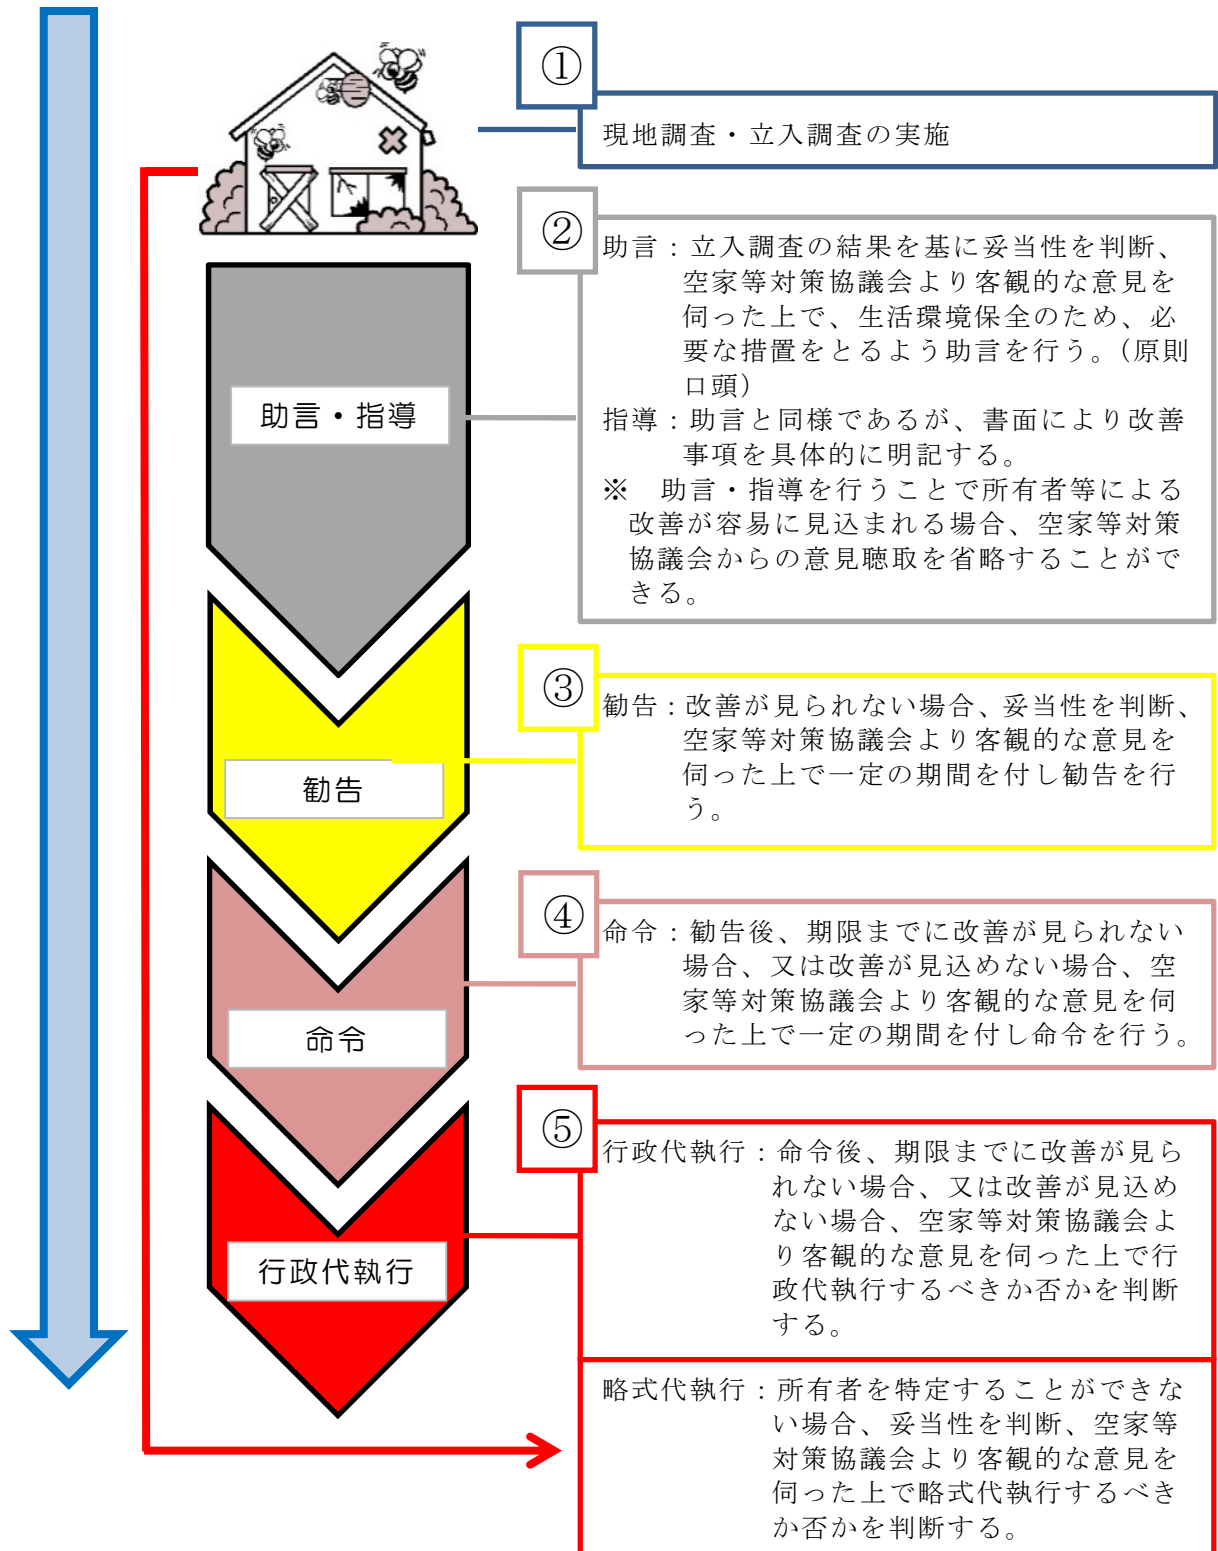 ①
現地調査・立入調査の実施
②
助言：立入調査の結果を基に妥当性を判断、
空家等対策協議会より客観的な意見を
伺った上で、生活環境保全のため、必
要な措置をとるよう助言を行う。（原則
口頭）
指導：助言と同様であるが、書面により改善
事項を具体的に明記する。
※　助言・指導を行うことで所有者等による
改善が容易に見込まれる場合、空家等対策
協議会からの意見聴取を省略することがで
きる。
助言・指導
③
勧告：改善が見られない場合、妥当性を判断、
空家等対策協議会より客観的な意見を
伺った上で一定の期間を付し勧告を行
う。
勧告
④
命令：勧告後、期限までに改善が見られない
場合、又は改善が見込めない場合、空
家等対策協議会より客観的な意見を伺
った上で一定の期間を付し命令を行う。
命令
⑤
行政代執行：命令後、期限までに改善が見ら
れない場合、又は改善が見込め
ない場合、空家等対策協議会よ
り客観的な意見を伺った上で行
政代執行するべきか否かを判断
する。
行政代執行
略式代執行：所有者を特定することができな
い場合、妥当性を判断、空家等
対策協議会より客観的な意見を
伺った上で略式代執行するべき
か否かを判断する。